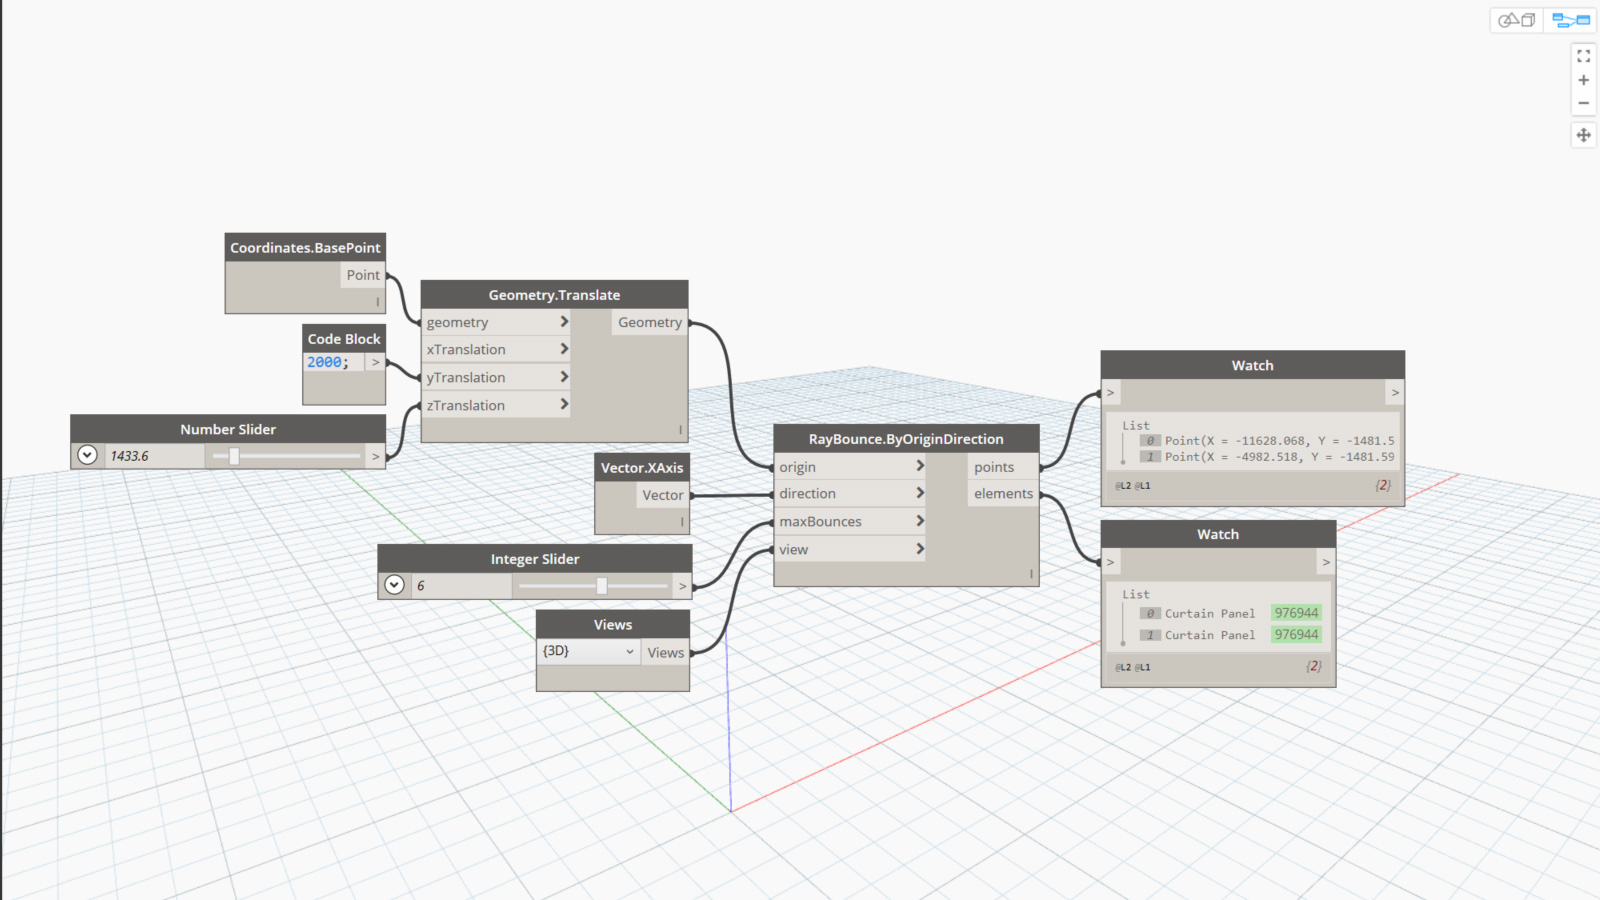 Coordinates.BasePoint
Point
l
Code Block
2000; >
Number Slider
1433.6 >
Geometry.Translate
geometry > Geometry
xTranslation >
yTranslation >
zTranslation >
l
Vector.XAxis
Vector
l
Integer Slider
6 >
Views
{3D} Views
RayBounce.ByOriginDirection
origin > points
direction > elements
maxBounces >
view >
l
Watch
> >
List
0 Point(X = -11628.068, Y = -1481.5
1 Point(X = -4982.518, Y = -1481.59
@L2 @L1 {2}
Watch
> >
List
0 Curtain Panel 976944
1 Curtain Panel 976944
@L2 @L1 {2}